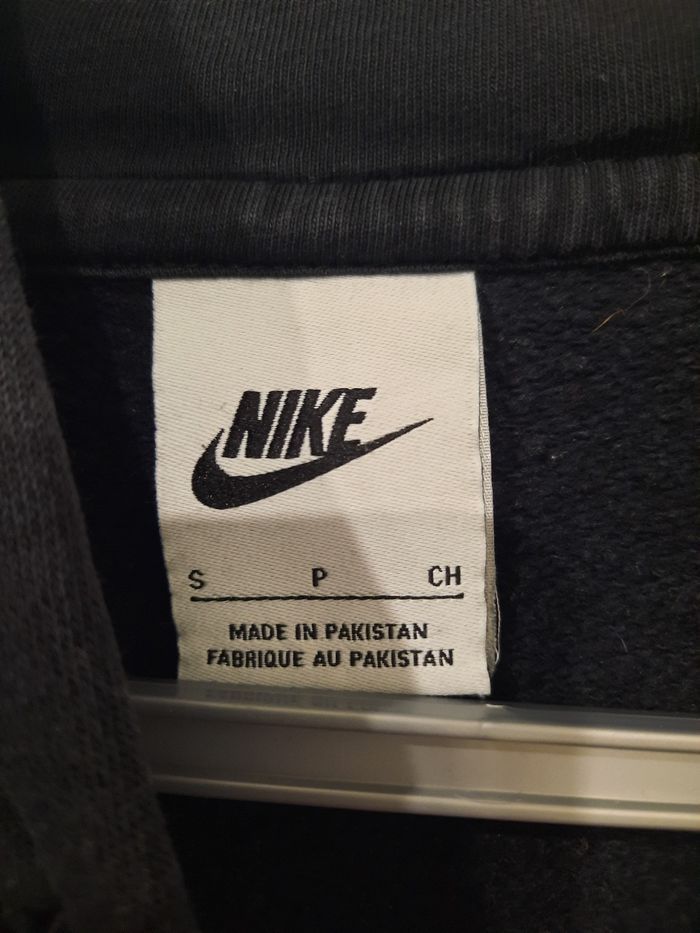 NIKE
S P CH
MADE IN PAKISTAN
FABRIQUE AU PAKISTAN